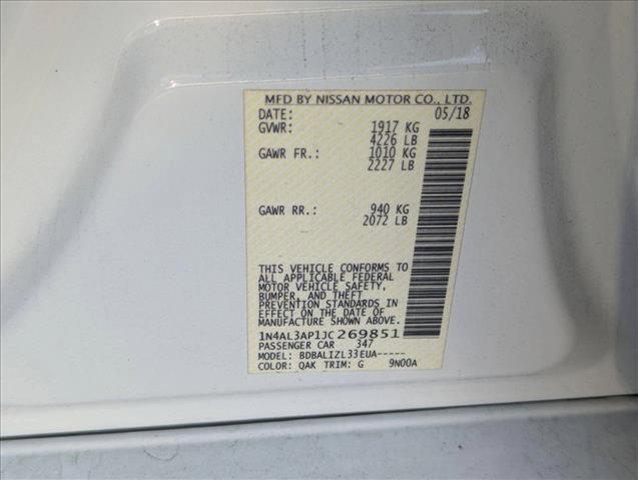 MFD BY NISSAN MOTOR CO., LTD.
DATE: 05/18
GVWR: 1917 KG
4226 LB
GAWR FR.: 1010 KG
2227 LB
GAWR RR.: 940 KG
2072 LB
THIS VEHICLE CONFORMS TO
ALL APPLICABLE FEDERAL
MOTOR VEHICLE SAFETY,
BUMPER, AND THEFT
PREVENTION STANDARDS IN
EFFECT ON THE DATE OF
MANUFACTURE SHOWN ABOVE.
1N4AL3AP1JC269851
PASSENGER CAR 347
MODEL: BDBALIZL33EUA-----
COLOR: QAK TRIM: G 9N00A